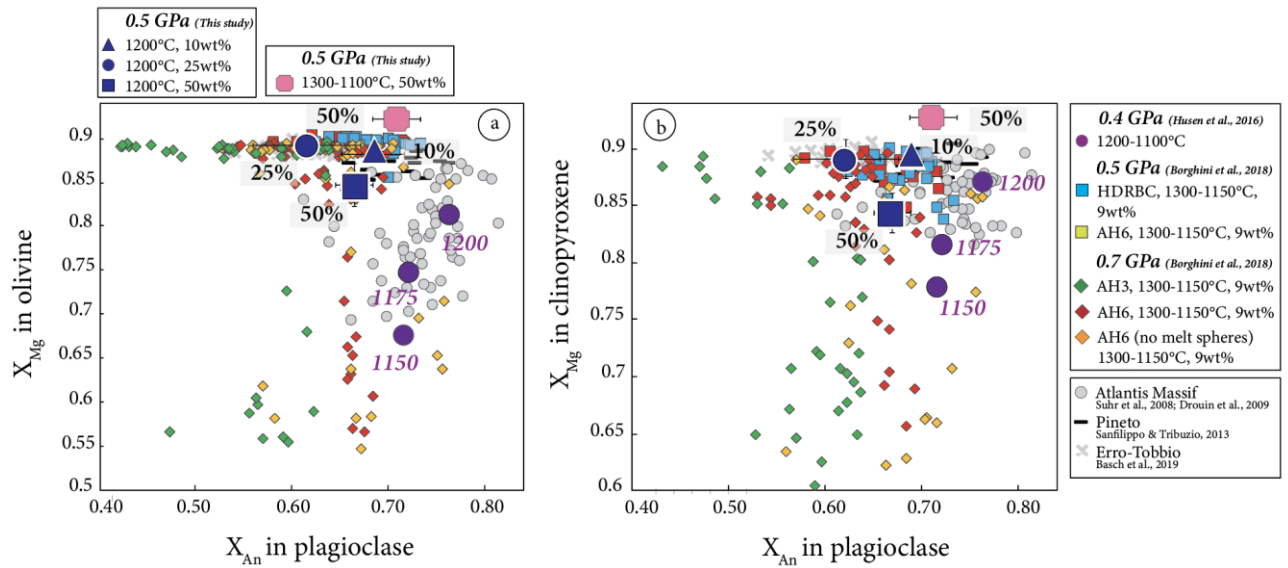 0.5 GPa (This study)
1200°C, 10wt%
1200°C, 25wt%
1200°C, 50wt%
0.5 GPa (This study)
1300-1100°C, 50wt%
a
50%
10%
25%
50%
1200
1175
1150
0.9
0.85
0.8
0.75
0.7
0.65
0.6
0.55
0.5
0.40
0.50
0.60
0.70
0.80
X_Mg in olivine
X_An in plagioclase
b
25%
50%
10%
50%
1200
1175
1150
0.9
0.85
0.8
0.75
0.7
0.65
0.6
0.40
0.50
0.60
0.70
0.80
X_Mg in clinopyroxene
X_An in plagioclase
0.4 GPa (Husen et al., 2016)
1200-1100°C
0.5 GPa (Borghini et al., 2018)
HDRBC, 1300-1150°C,
9wt%
AH6, 1300-1150°C, 9wt%
0.7 GPa (Borghini et al., 2018)
AH3, 1300-1150°C, 9wt%
AH6, 1300-1150°C, 9wt%
AH6 (no melt spheres)
1300-1150°C, 9wt%
Atlantis Massif
Suhr et al., 2008; Drouin et al., 2009
Pineto
Sanfilippo & Tribuzio, 2013
Erro-Tobbio
Basch et al., 2019